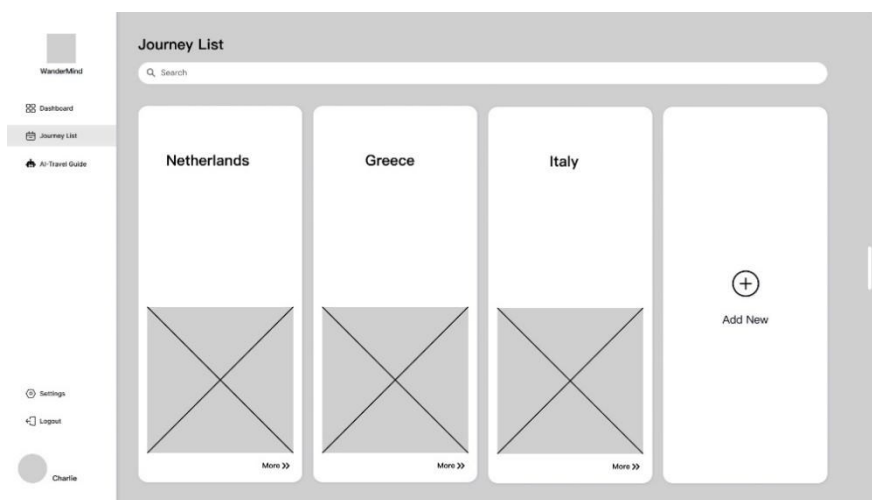 WanderMind
Dashboard
Journey List
AI-Travel Guide
Settings
Logout
Charlie
Journey List
Search
Netherlands
More
Greece
More
Italy
More
Add New